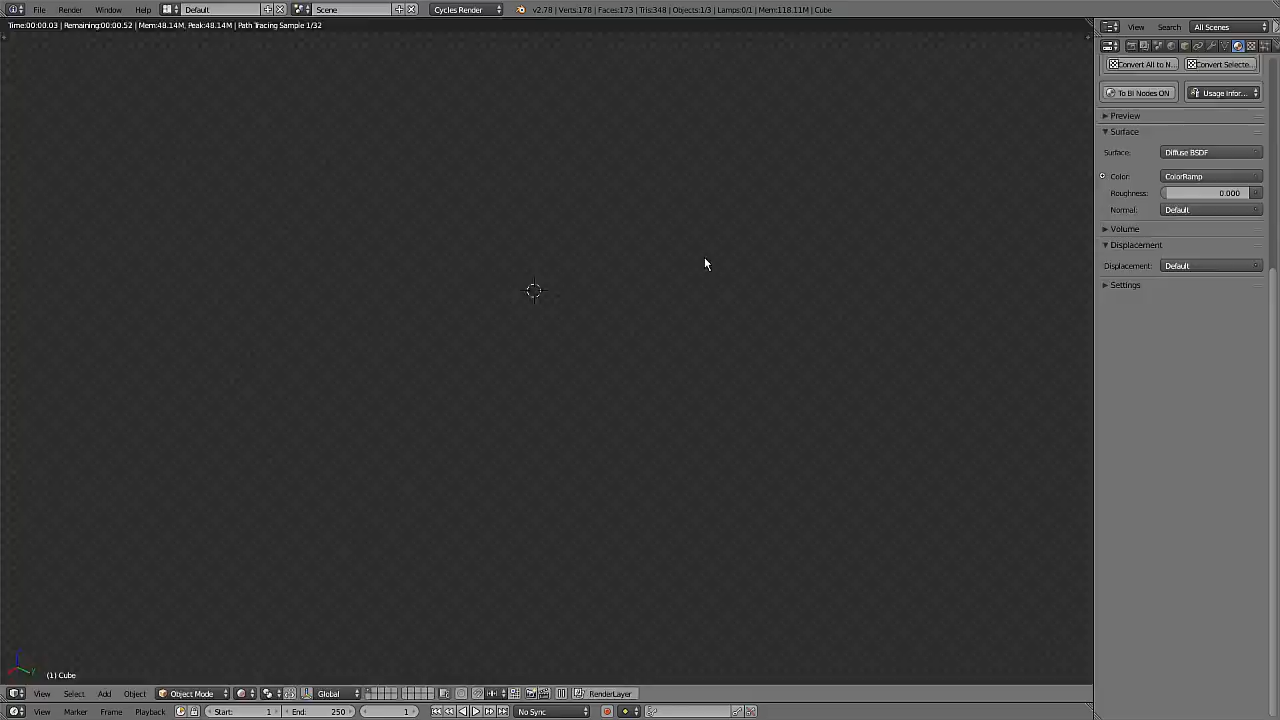 File Render Window Help Default Scene Cycles Render v2.78 | Verts:178 | Faces:173 | Tris:348 | Objects:1/3 | Lamps:0/1 | Mem:118.11M | Cube
Time:00:00.03 | Remaining:00:00.52 | Mem:48.14M, Peak:48.14M | Path Tracing Sample 1/32
View Search All Scenes
Convert All to N... Convert Selecte...
To BI Nodes ON Usage Infor...
Preview
Surface
Surface: Diffuse BSDF
Color: ColorRamp
Roughness: 0.000
Normal: Default
Volume
Displacement
Displacement: Default
Settings
(1) Cube
View Select Add Object Object Mode Global RenderLayer
View Marker Frame Playback Start: 1 End: 250 1 No Sync